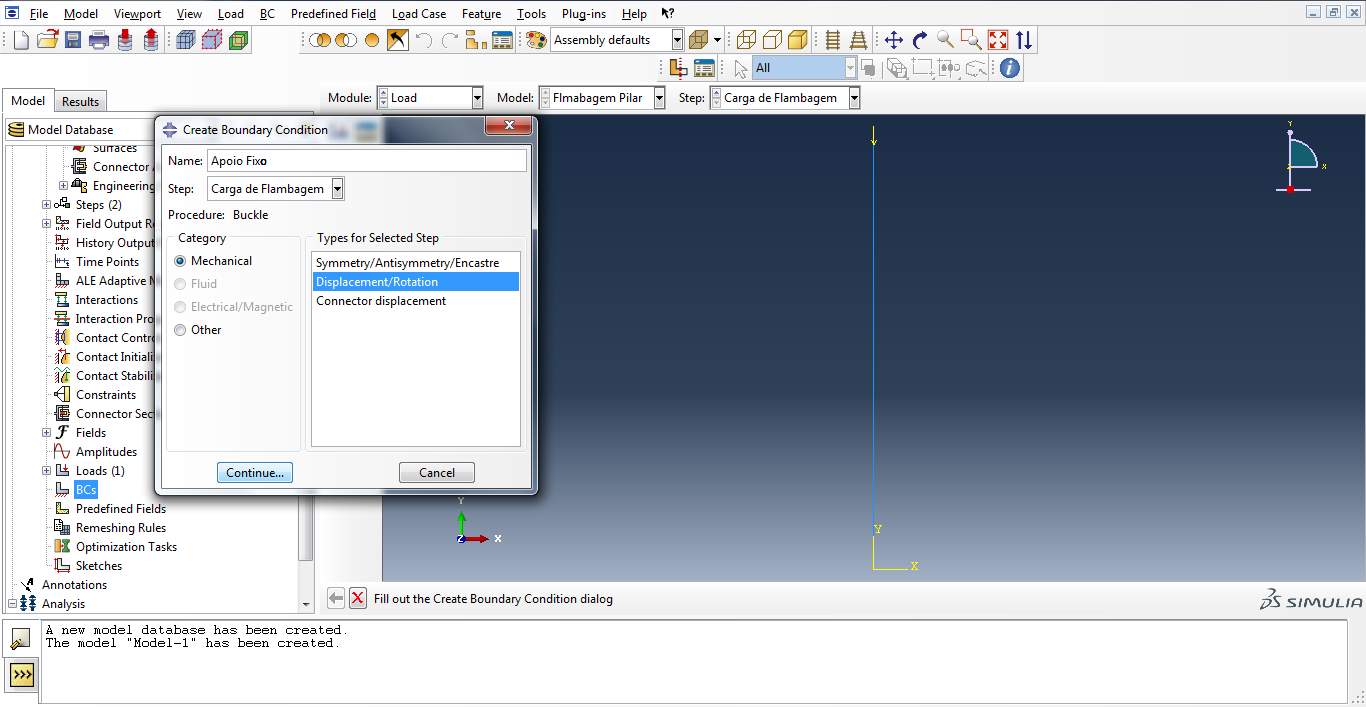 File Model Viewport View Load BC Predefined Field Load Case Feature Tools Plug-ins Help ?
Assembly defaults
All
Model Results
Module: Load Model: Flmabagem Pilar Step: Carga de Flambagem
Model Database
Surfaces
Connector A
Engineering
Steps (2)
Field Output Re
History Output
Time Points
ALE Adaptive M
Interactions
Interaction Pro
Contact Contro
Contact Initiali
Contact Stabili
Constraints
Connector Sec
Fields
Amplitudes
Loads (1)
BCs
Predefined Fields
Remeshing Rules
Optimization Tasks
Sketches
Annotations
Analysis
Create Boundary Condition
Name: Apoio Fixo
Step: Carga de Flambagem
Procedure: Buckle
Category
Mechanical
Fluid
Electrical/Magnetic
Other
Types for Selected Step
Symmetry/Antisymmetry/Encastre
Displacement/Rotation
Connector displacement
Continue... Cancel
Y
X
Z
Y
Z X
Y
X
Fill out the Create Boundary Condition dialog
SIMULIA
A new model database has been created.
The model "Model-1" has been created.
>>>